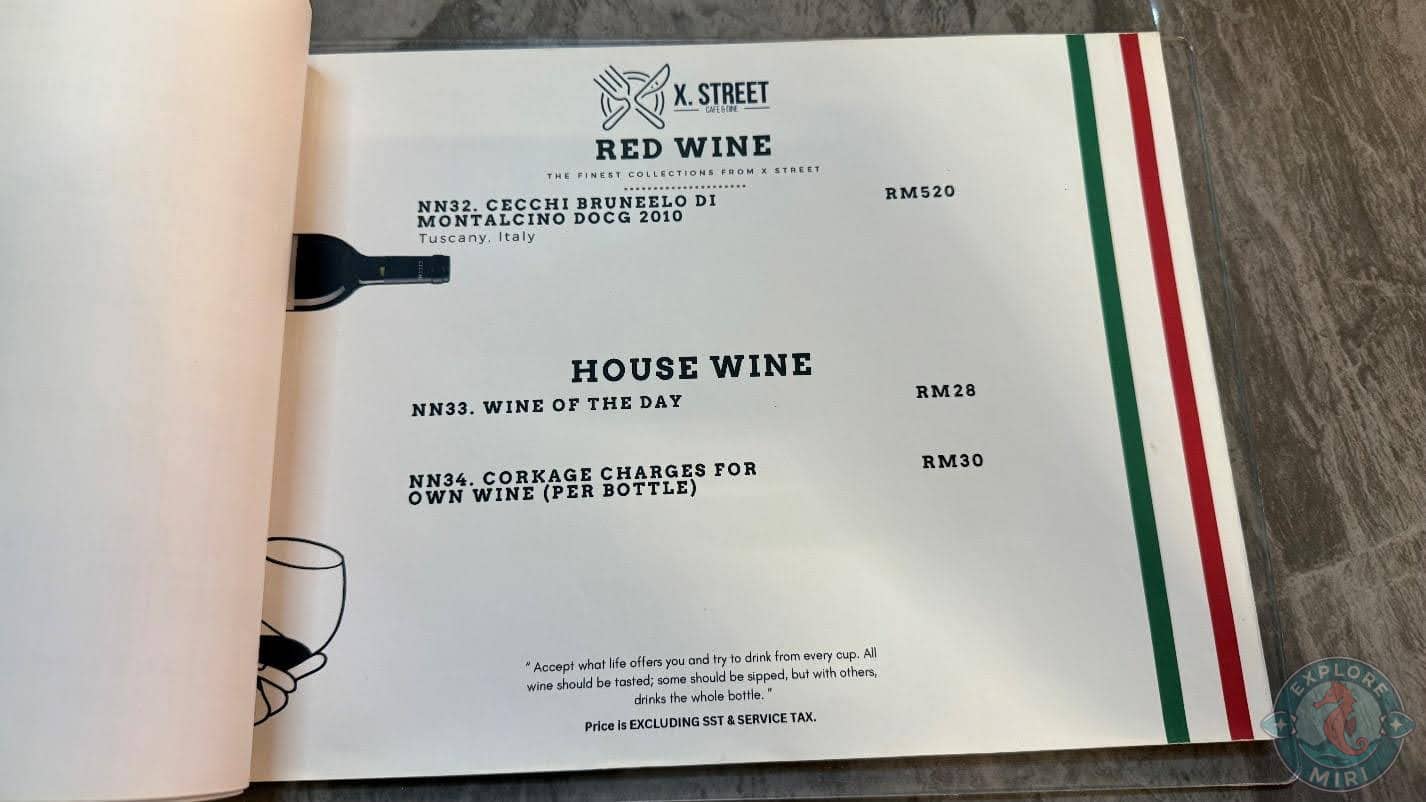 X. STREET
CAFE & DINE
RED WINE
THE FINEST COLLECTIONS FROM X STREET
NN32. CECCHI BRUNEELO DI RM520
MONTALCINO DOCG 2010
Tuscany, Italy
HOUSE WINE
NN33. WINE OF THE DAY RM28
NN34. CORKAGE CHARGES FOR RM30
OWN WINE (PER BOTTLE)
“ Accept what life offers you and try to drink from every cup. All
wine should be tasted; some should be sipped, but with others,
drinks the whole bottle. ”
Price is EXCLUDING SST & SERVICE TAX.
EXPLORE
MIRI